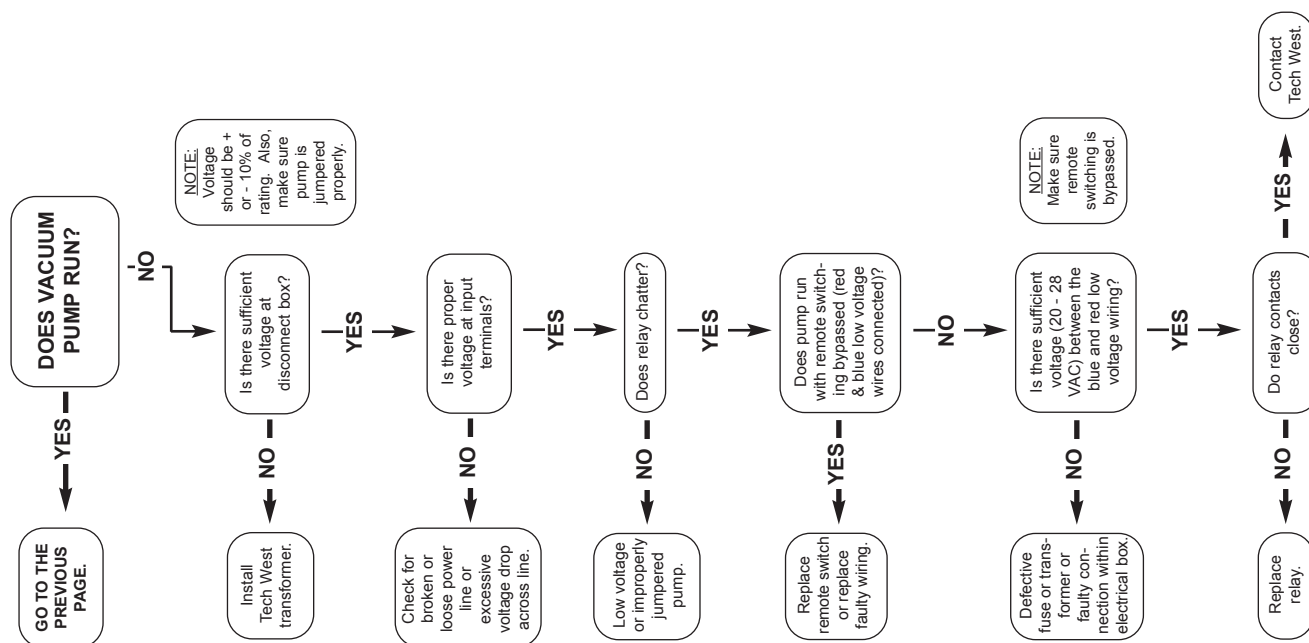 DOES VACUUM
PUMP RUN?
YES
GO TO THE
PREVIOUS
PAGE.
NO
NOTE:
Voltage
should be +
or - 10% of
rating. Also,
make sure
pump is
jumpered
properly.
Is there sufficient
voltage at
disconnect box?
NO
Install
Tech West
transformer.
YES
Is there proper
voltage at input
terminals?
NO
Check for
broken or
loose power
line or
excessive
voltage drop
across line.
YES
Does relay chatter?
NO
Low voltage
or improperly
jumpered
pump.
YES
Does pump run
with remote switch-
ing bypassed (red
& blue low voltage
wires connected)?
YES
Replace
remote switch
or replace
faulty wiring.
NO
NOTE:
Make sure
remote
switching is
bypassed.
Is there sufficient
voltage (20 - 28
VAC) between the
blue and red low
voltage wiring?
NO
Defective
fuse or trans-
former or
faulty con-
nection within
electrical box.
YES
Do relay contacts
close?
NO
Replace
relay.
YES
Contact
Tech West.